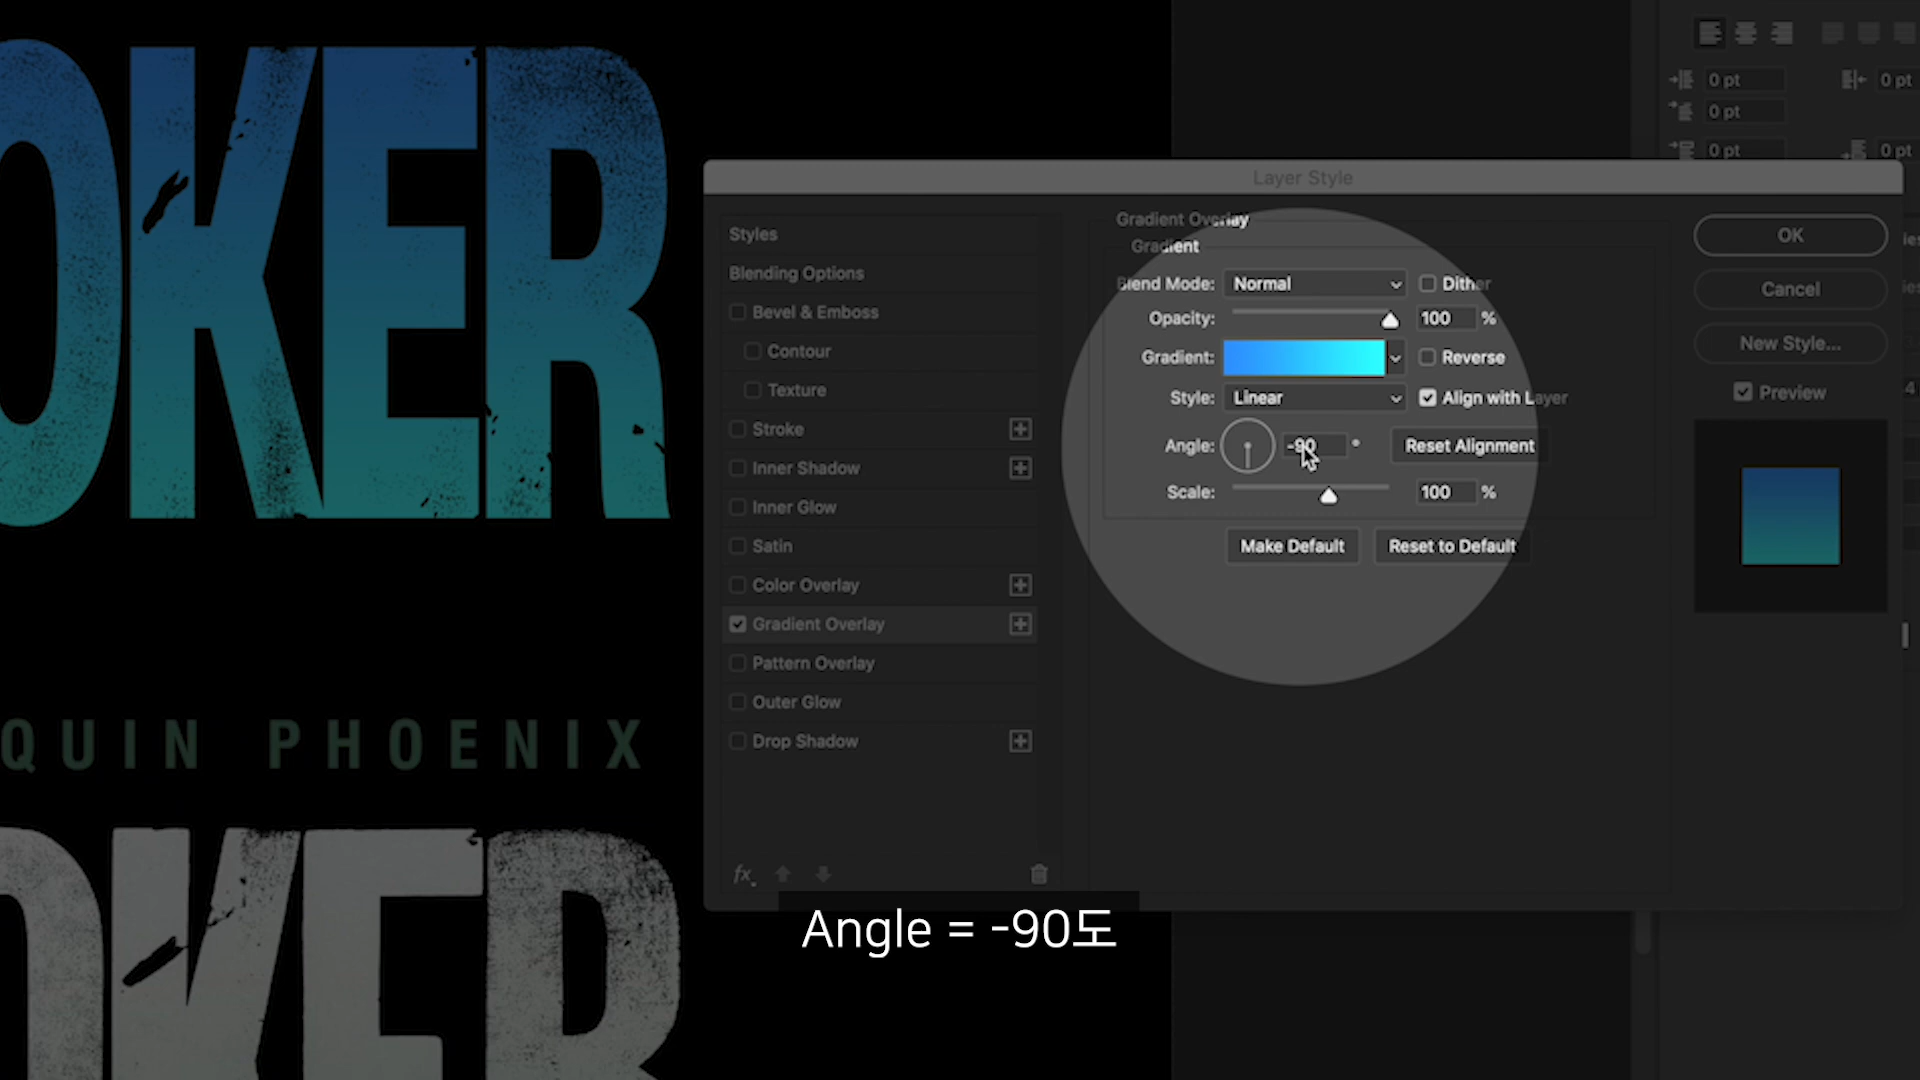 OKER
0 pt
0 pt
0 pt
0 pt
0 pt
Layer Style
Styles
Blending Options
Bevel & Emboss
Contour
Texture
Stroke
Inner Shadow
Inner Glow
Satin
Color Overlay
Gradient Overlay
Pattern Overlay
Outer Glow
Drop Shadow
fx
Gradient Overlay
Gradient
Blend Mode: Normal Dither
Opacity: 100 %
Gradient: Reverse
Style: Linear Align with Layer
Angle: -90 ° Reset Alignment
Scale: 100 %
Make Default Reset to Default
OK
Cancel
New Style...
Preview
QUIN PHOENIX
OKER
Angle = -90도